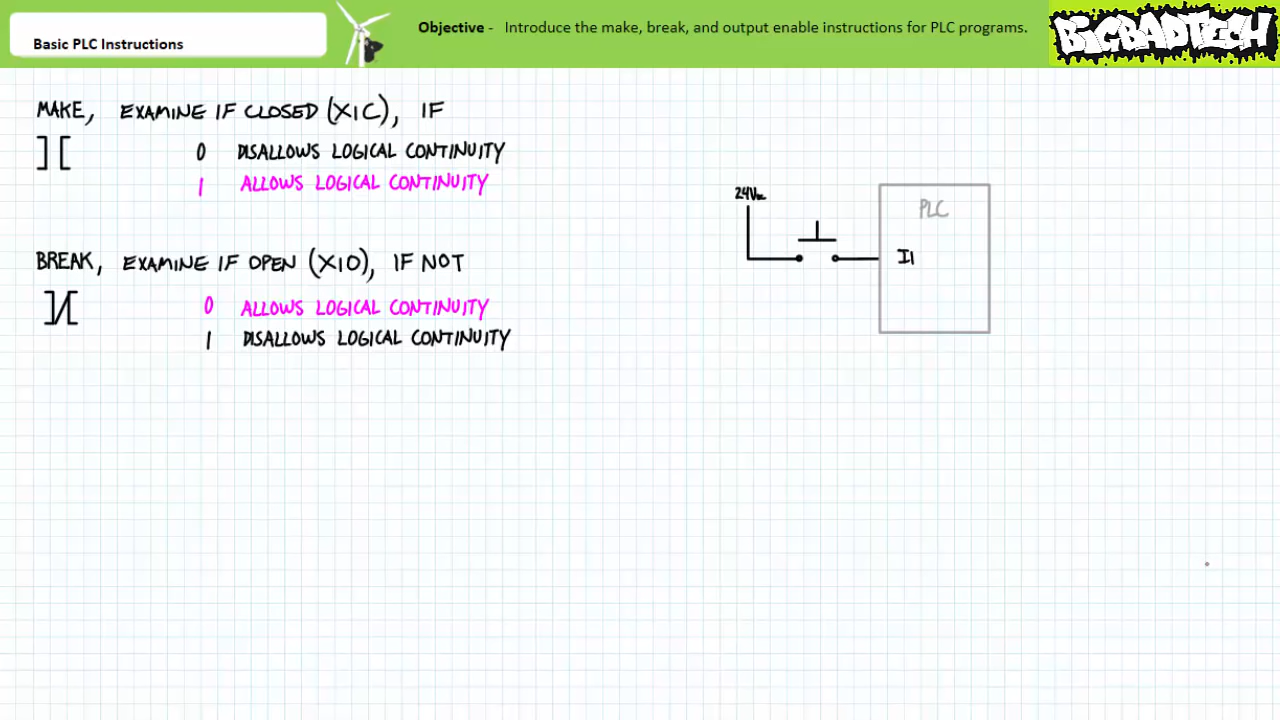 Basic PLC Instructions
Objective - Introduce the make, break, and output enable instructions for PLC programs.
BIGBADTECH
MAKE, EXAMINE IF CLOSED (XIC), IF
0 DISALLOWS LOGICAL CONTINUITY
1 ALLOWS LOGICAL CONTINUITY
BREAK, EXAMINE IF OPEN (XIO), IF NOT
0 ALLOWS LOGICAL CONTINUITY
1 DISALLOWS LOGICAL CONTINUITY
24V
PLC
I1